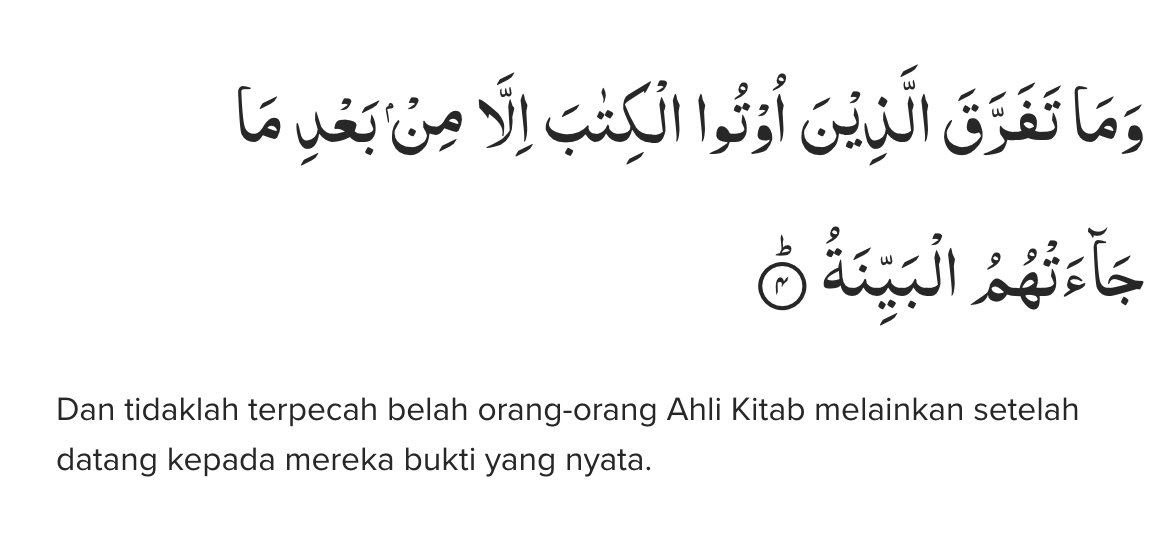 وَمَا تَفَرَّقَ الَّذِيْنَ اُوْتُوا الْكِتٰبَ اِلَّا مِنْۢ بَعْدِ مَا
جَاۤءَتْهُمُ الْبَيِّنَةُ ۗ ٤
Dan tidaklah terpecah belah orang-orang Ahli Kitab melainkan setelah
datang kepada mereka bukti yang nyata.